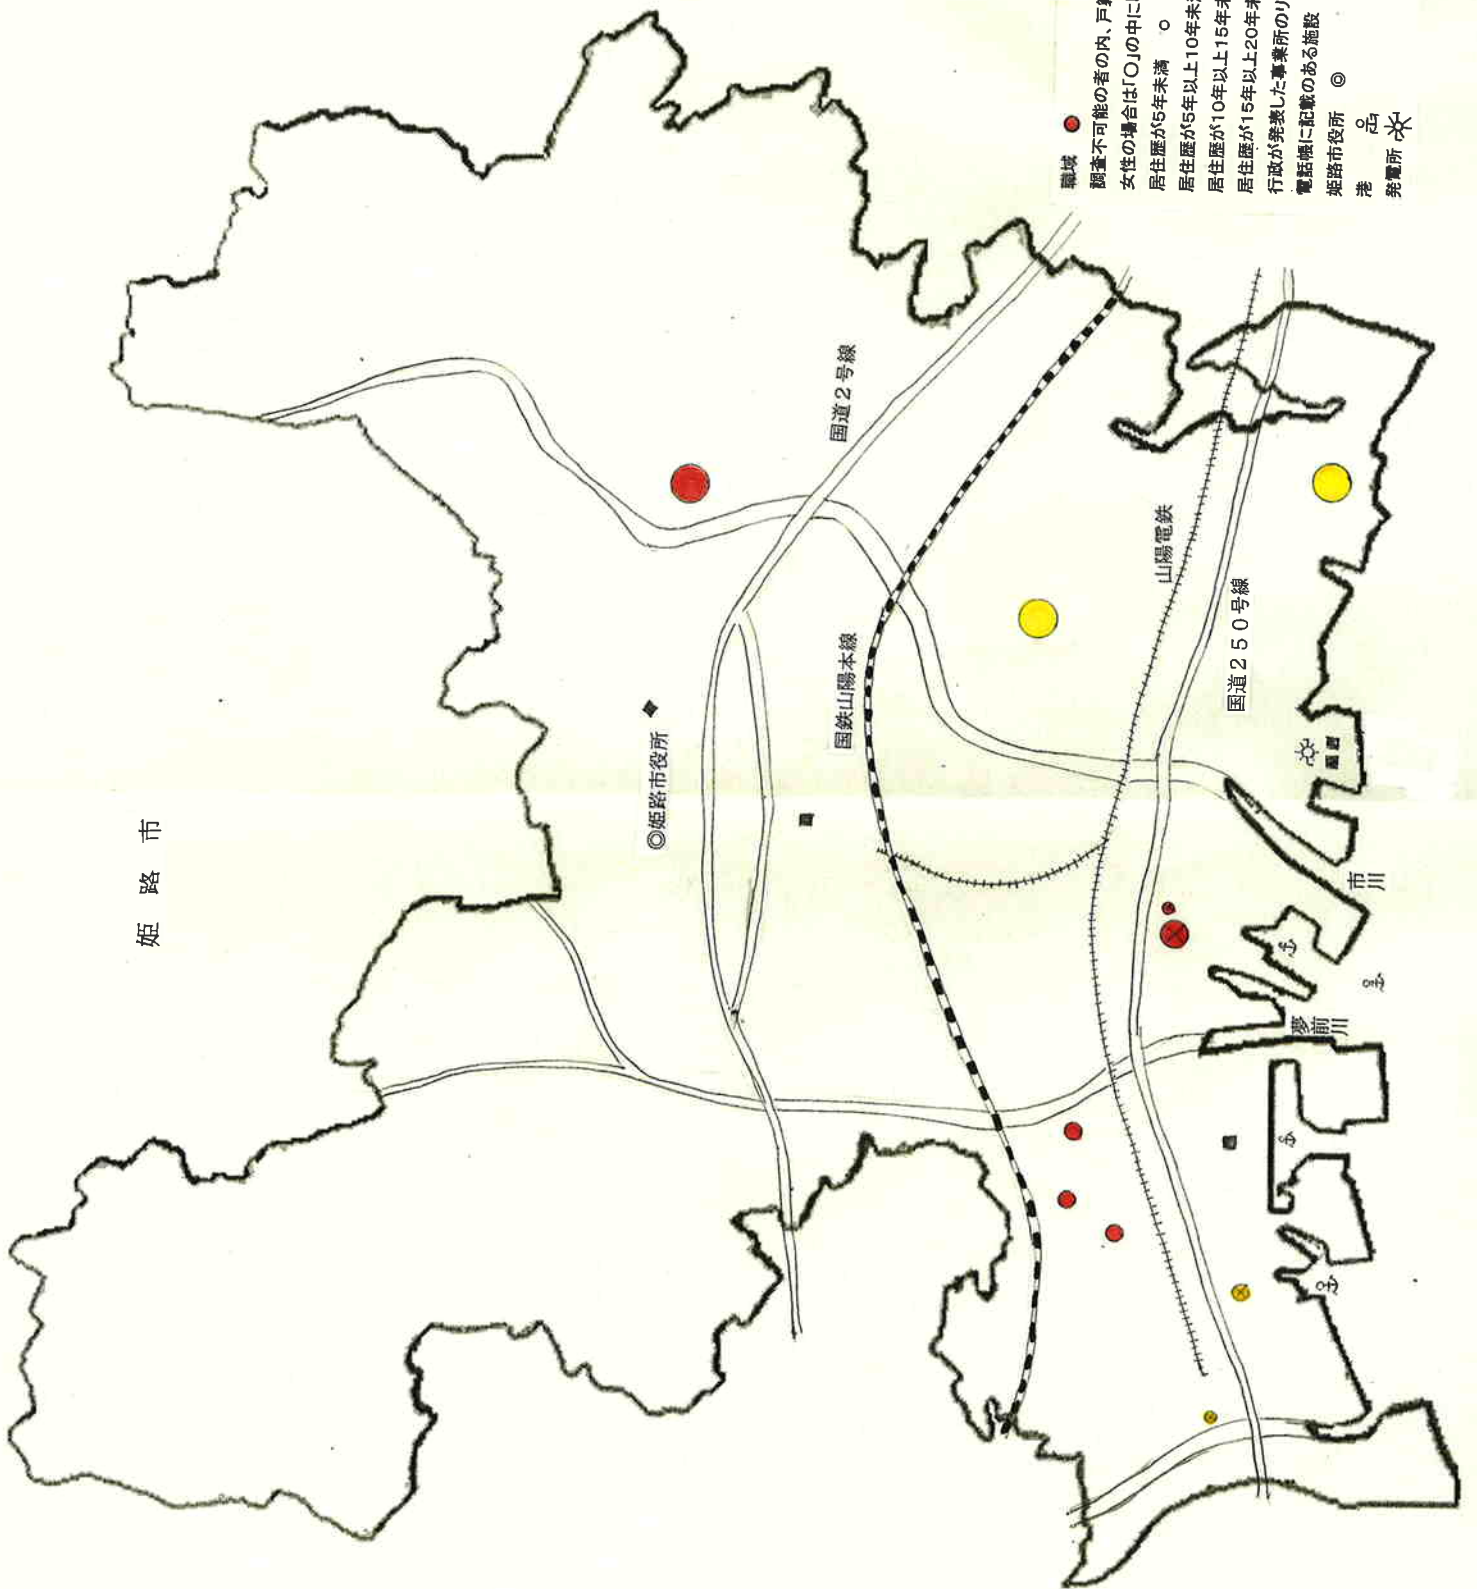 姫路市
職域
調査不可能の者の内、戸
女性の場合は「○」の中に
居住歴が5年未満 ○
居住歴が5年以上10年未
居住歴が10年以上15年未
居住歴が15年以上20年未
行政が発表した事業所の
電話帳に記載のある施設
姫路市役所 ◎
港
発電所
国道2号線
◎姫路市役所
国鉄山陽本線
山陽電鉄
国道250号線
市川
夢前川